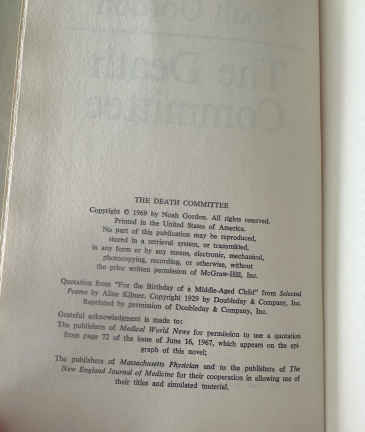 THE DEATH COMMITTEE
Copyright © 1969 by Noah Gordon. All rights reserved.
Printed in the United States of America.
No part of this publication may be reproduced,
stored in a retrieval system, or transmitted,
in any form or by any means, electronic, mechanical,
photocopying, recording, or otherwise, without
the prior written permission of McGraw-Hill, Inc.
Quotation from "For the Birthday of a Middle-Aged Child" from Selected
Poems by Aline Kilmer, Copyright 1929 by Doubleday & Company, Inc.
Reprinted by permission of Doubleday & Company, Inc.
Grateful acknowledgment is made to:
The publishers of Medical World News for permission to use a quotation
from page 72 of the issue of June 16, 1967, which appears on the epi-
graph of this novel;
The publishers of Massachusetts Physician and to the publishers of The
New England Journal of Medicine for their cooperation in allowing use of
their titles and simulated material.